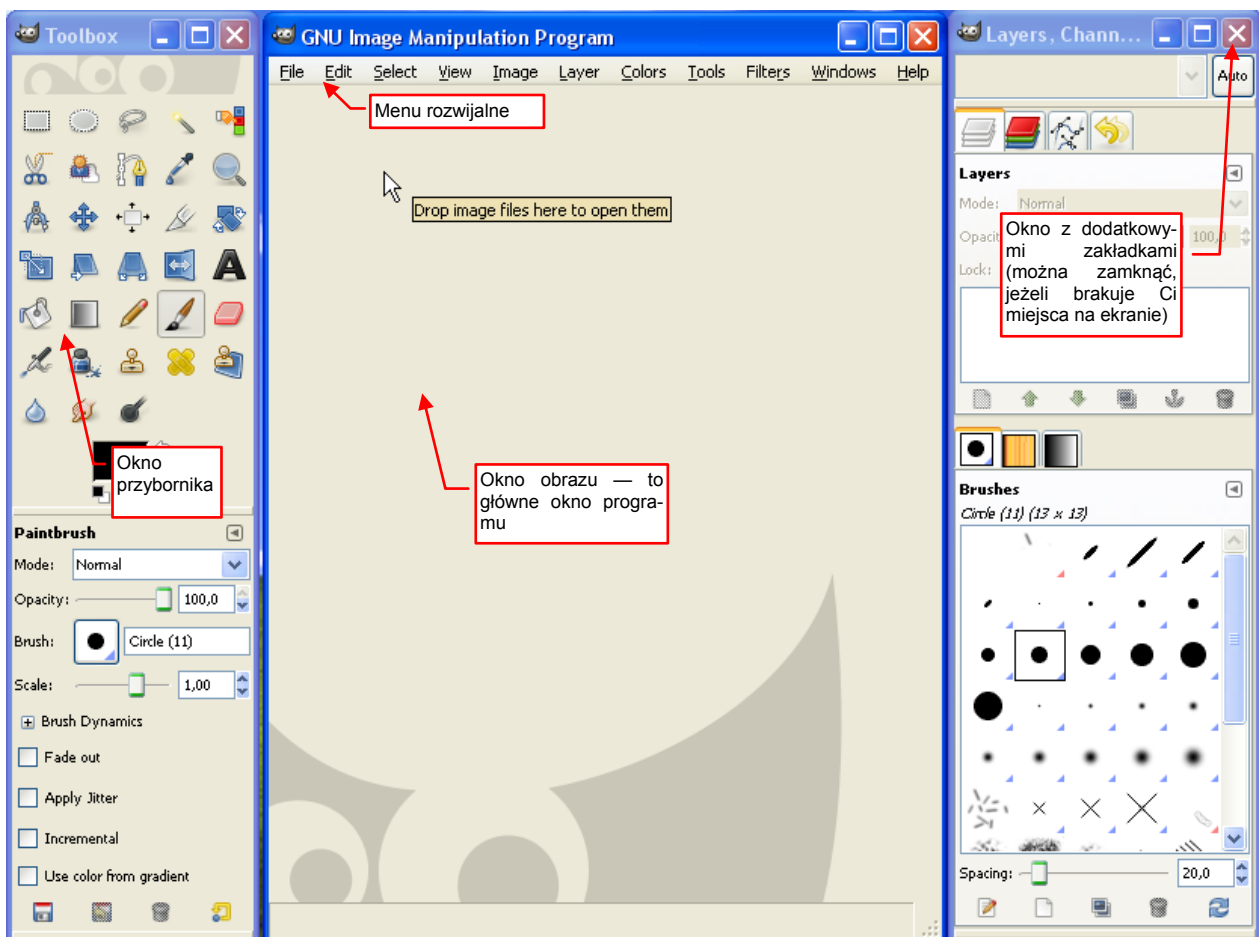 Toolbox
GNU Image Manipulation Program
Layers, Chann...
File Edit Select View Image Layer Colors Tools Filters Windows Help
Auto
Menu rozwijalne
Drop image files here to open them
Layers
Mode: Normal
Opacit 100,0
Lock:
Okno z dodatkowy-
mi zakładkami
(można zamknąć,
jeżeli brakuje Ci
miejsca na ekranie)
Okno
przybornika
Okno obrazu — to
główne okno progra-
mu
Paintbrush
Mode: Normal
Opacity: 100,0
Brush: Circle (11)
Scale: 1,00
Brush Dynamics
Fade out
Apply Jitter
Incremental
Use color from gradient
Brushes
Circle (11) (13 x 13)
Spacing: 20,0